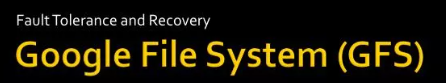 Fault Tolerance and Recovery
Google File System (GFS)